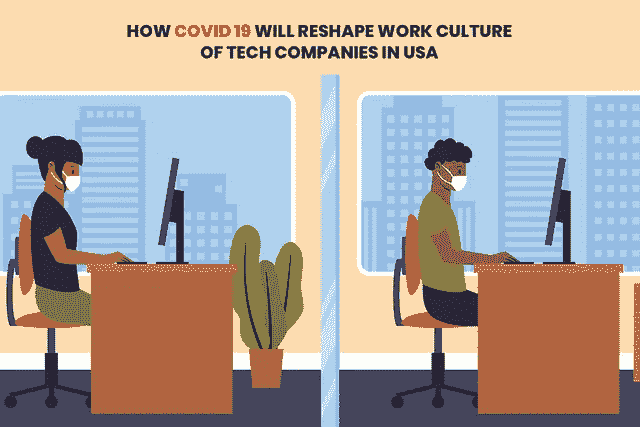 HOW COVID 19 WILL RESHAPE WORK CULTURE
OF TECH COMPANIES IN USA